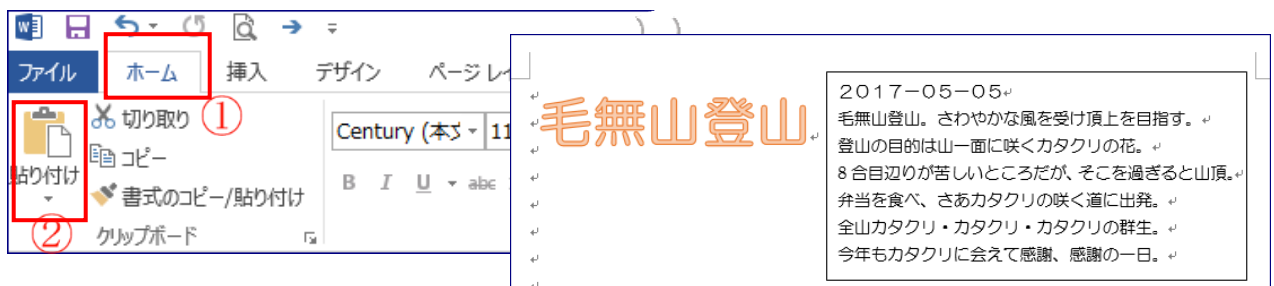 ファイル ホーム 挿入 デザイン ページ レイ
①
貼り付け
切り取り
コピー
書式のコピー/貼り付け
クリップボード
②
Century (本文 11
B I U abc
毛無山登山
2017-05-05
毛無山登山。さわやかな風を受け頂上を目指す。
登山の目的は山一面に咲くカタクリの花。
8合目辺りが苦しいところだが、そこを過ぎると山頂。
弁当を食べ、さあカタクリの咲く道に出発。
全山カタクリ・カタクリ・カタクリの群生。
今年もカタクリに会えて感謝、感謝の一日。